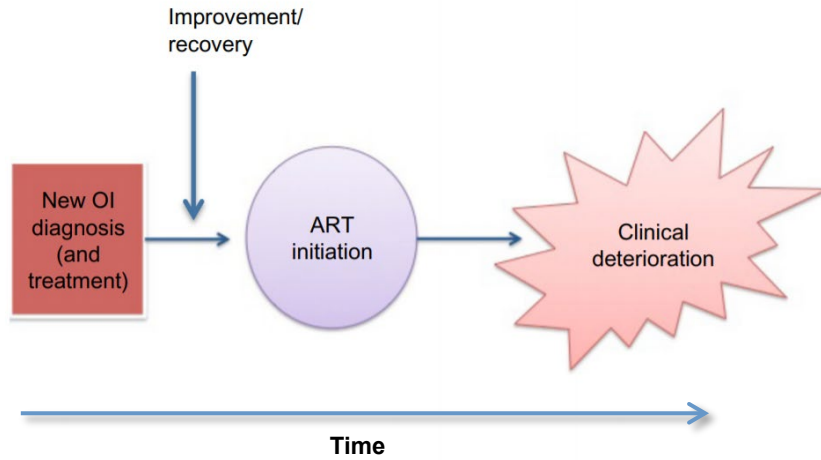 Improvement/
recovery
New OI
diagnosis
(and
treatment)
ART
initiation
Clinical
deterioration
Time